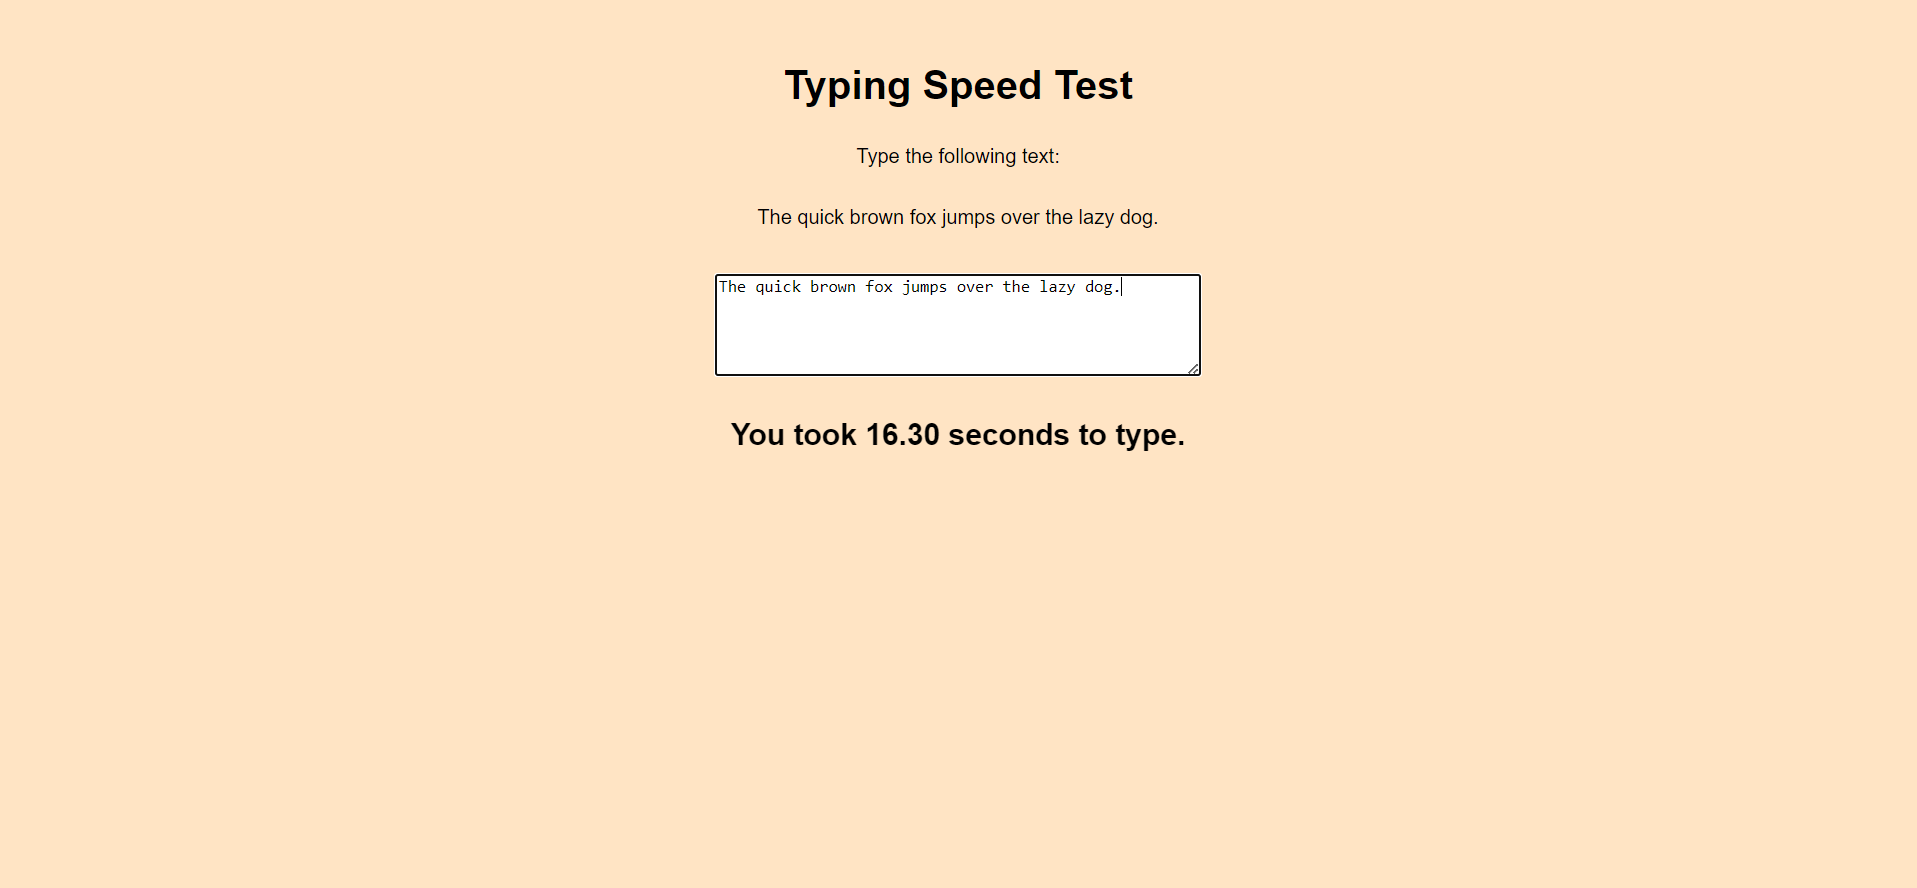 Typing Speed Test
Type the following text:
The quick brown fox jumps over the lazy dog.
The quick brown fox jumps over the lazy dog.
You took 16.30 seconds to type.